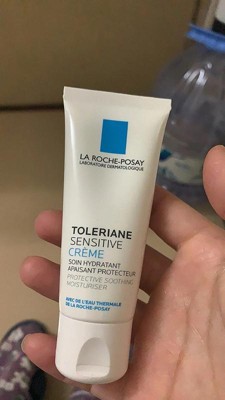 LA ROCHE-POSAY
LABORATOIRE DERMATOLOGIQUE
TOLERIANE
SENSITIVE
CRÈME
SOIN HYDRATANT
APAISANT PROTECTEUR
PROTECTIVE SOOTHING
MOISTURISER
AVEC DE L'EAU THERMALE
DE LA ROCHE-POSAY